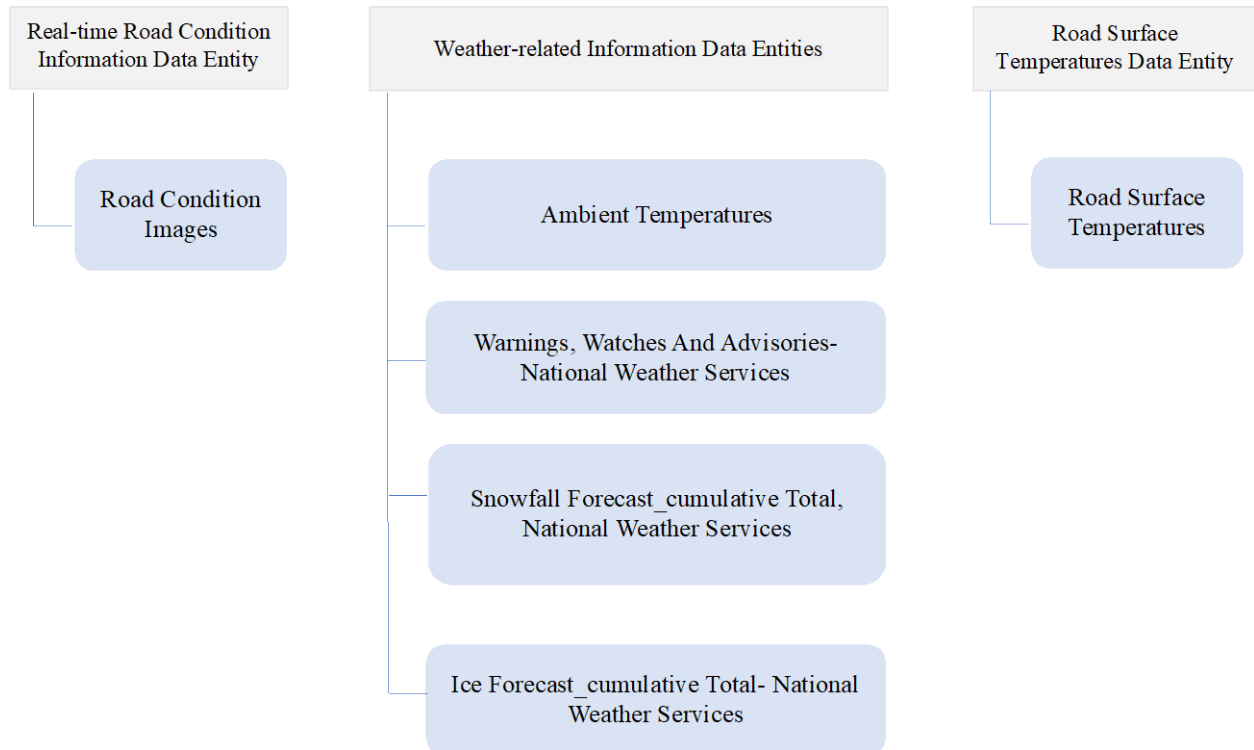 Real-time Road Condition
Information Data Entity
Road Condition
Images
Weather-related Information Data Entities
Ambient Temperatures
Warnings, Watches And Advisories-
National Weather Services
Snowfall Forecast_cumulative Total,
National Weather Services
Ice Forecast_cumulative Total- National
Weather Services
Road Surface
Temperatures Data Entity
Road Surface
Temperatures